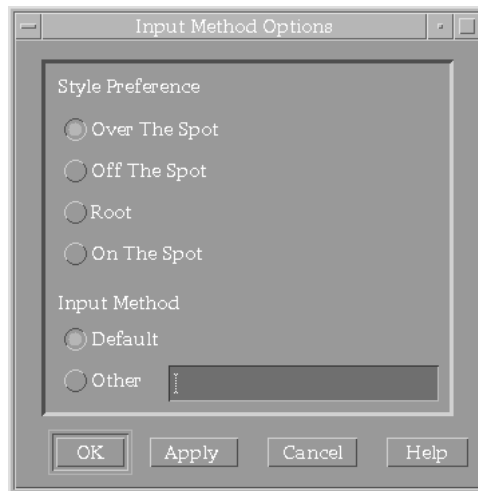 Input Method Options
Style Preference
Over The Spot
Off The Spot
Root
On The Spot
Input Method
Default
Other
OK Apply Cancel Help